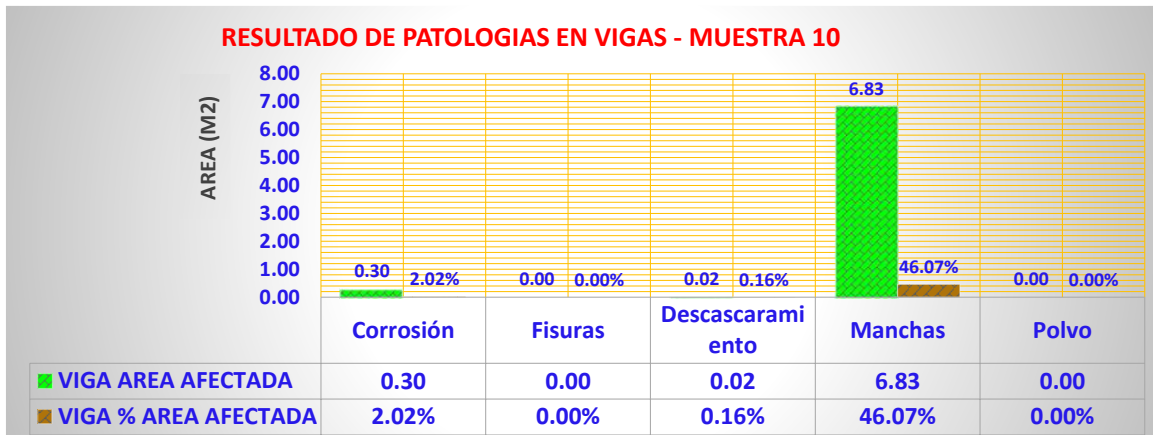 RESULTADO DE PATOLOGIAS EN VIGAS - MUESTRA 10
AREA (M2)
8.00
7.00
6.00
5.00
4.00
3.00
2.00
1.00
0.00
0.30 2.02% 0.00 0.00% 0.02 0.16% 6.83 46.07% 0.00 0.00%
Corrosión Fisuras Descascarami Manchas Polvo
ento
VIGA AREA AFECTADA 0.30 0.00 0.02 6.83 0.00
VIGA % AREA AFECTADA 2.02% 0.00% 0.16% 46.07% 0.00%